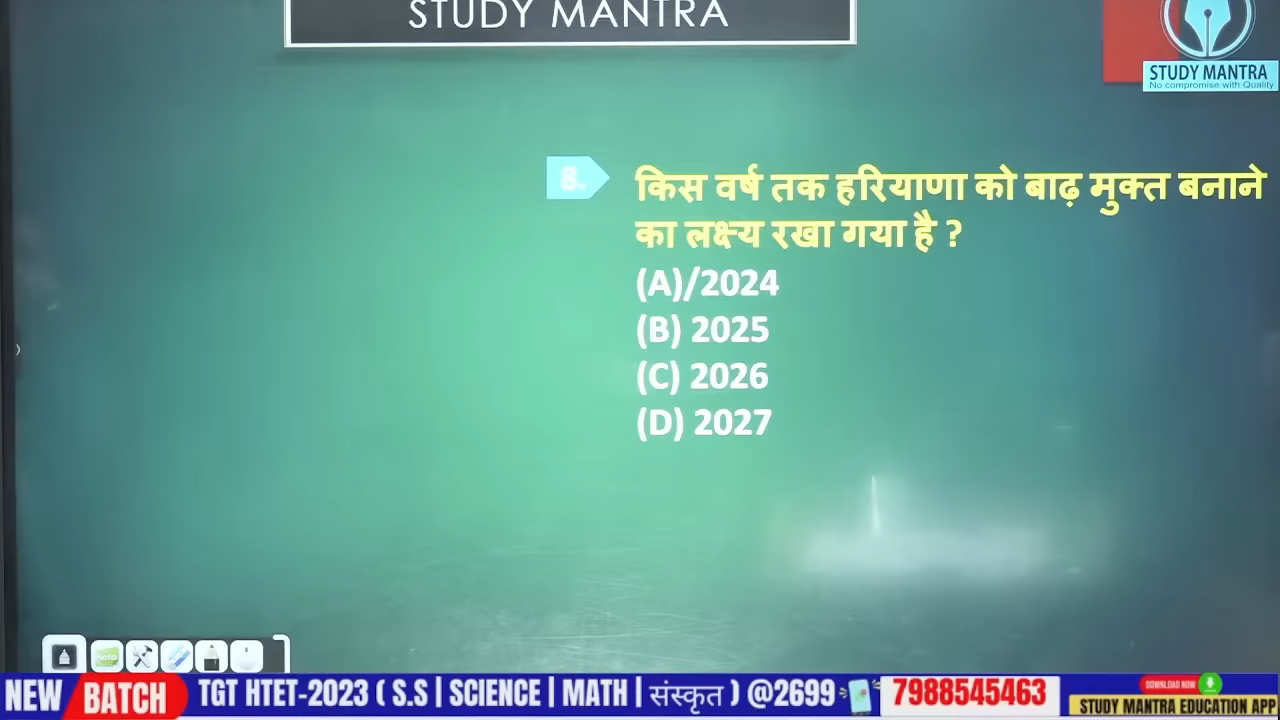 STUDY MANTRA
STUDY MANTRA
No compromise with Quality
8.
किस वर्ष तक हरियाणा को बाढ़ मुक्त बनाने
का लक्ष्य रखा गया है ?
(A)/2024
(B) 2025
(C) 2026
(D) 2027
Note
NEW BATCH TGT HTET-2023 ( S.S | SCIENCE | MATH | संस्कृत ) @2699 7988545463
DOWNLOAD NOW
STUDY MANTRA EDUCATION APP